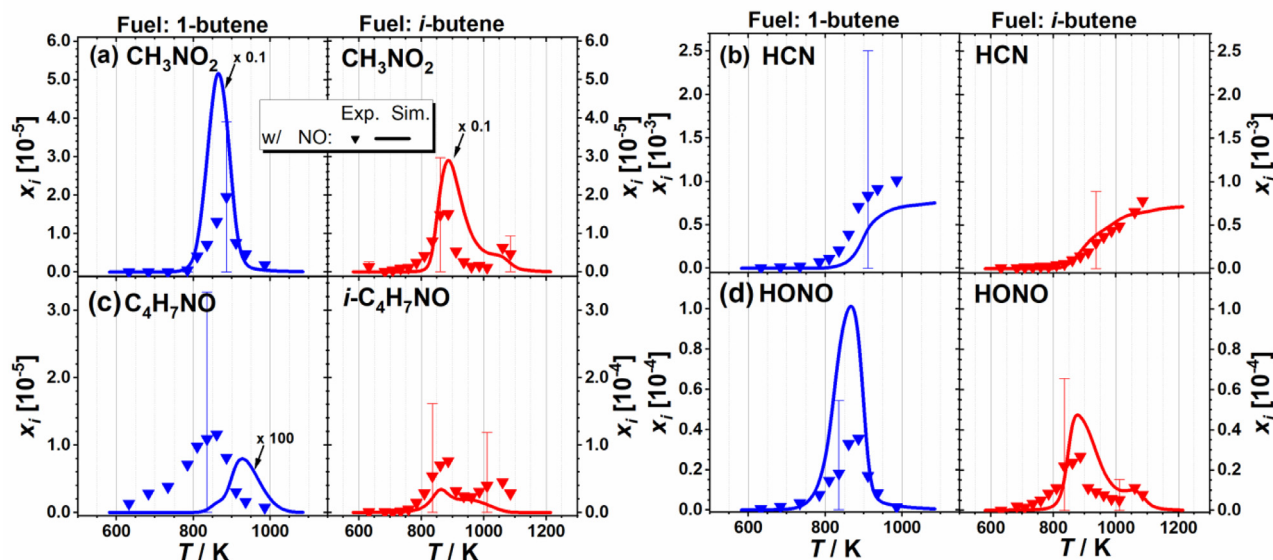 Fuel: 1-butene
Fuel: i-butene
Fuel: 1-butene
Fuel: i-butene
(a) CH₃NO₂
x 0.1
CH₃NO₂
x 0.1
Exp. Sim.
w/ NO:
(b) HCN
HCN
6.0
5.0
4.0
3.0
2.0
1.0
0.0
xᵢ [10⁻⁵]
6.0
5.0
4.0
3.0
2.0
1.0
0.0
xᵢ [10⁻⁵]
2.5
2.0
1.5
1.0
0.5
0.0
xᵢ [10⁻³]
2.5
2.0
1.5
1.0
0.5
0.0
xᵢ [10⁻³]
(c) C₄H₇NO
x 100
i-C₄H₇NO
(d) HONO
HONO
3.0
2.0
1.0
0.0
xᵢ [10⁻⁵]
3.0
2.0
1.0
0.0
xᵢ [10⁻⁴]
1.0
0.8
0.6
0.4
0.2
0.0
xᵢ [10⁻⁴]
1.0
0.8
0.6
0.4
0.2
0.0
xᵢ [10⁻⁴]
600 800 1000
600 800 1000 1200
600 800 1000
600 800 1000 1200
T / K
T / K
T / K
T / K